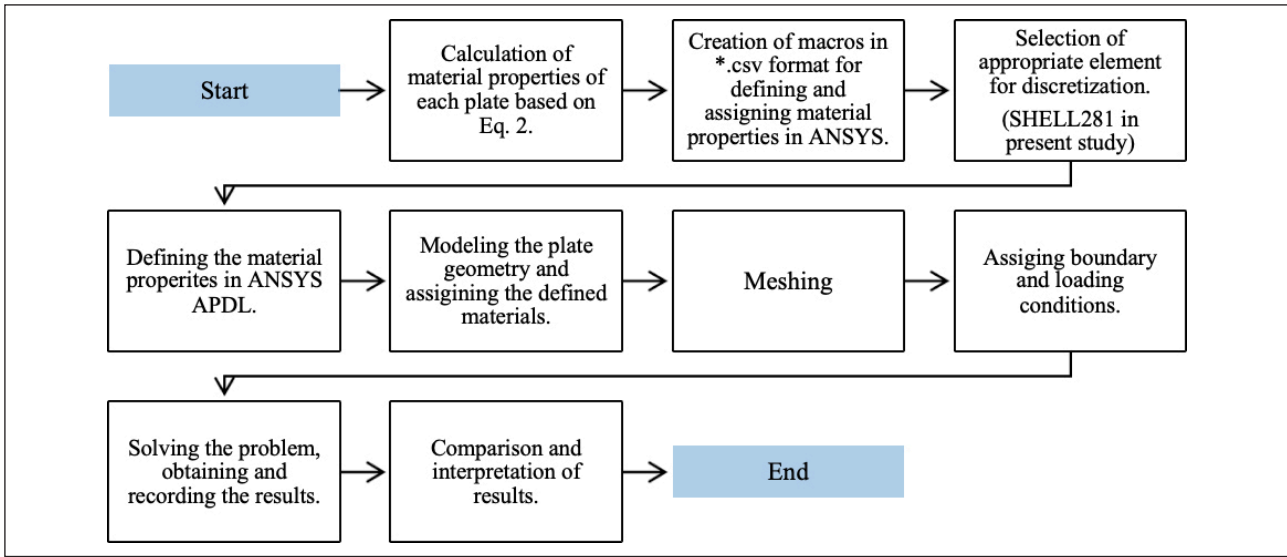 Start
Calculation of
material properties of
each plate based on
Eq. 2.
Creation of macros in
*.csv format for
defining and
assigning material
properties in ANSYS.
Selection of
appropriate element
for discretization.
(SHELL281 in
present study)
Defining the material
properites in ANSYS
APDL.
Modeling the plate
geometry and
assigining the defined
materials.
Meshing
Assiging boundary
and loading
conditions.
Solving the problem,
obtaining and
recording the results.
Comparison and
interpretation of
results.
End